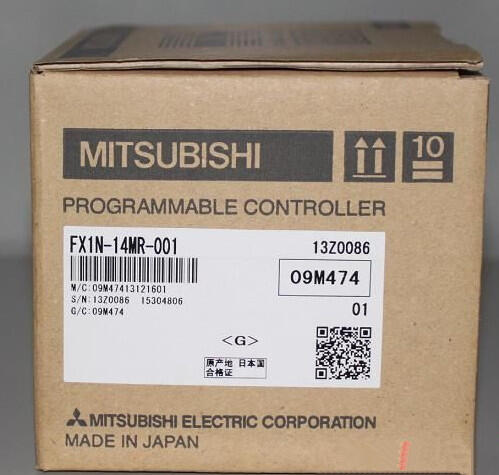 MITSUBISHI
10
PROGRAMMABLE CONTROLLER
FX1N-14MR-001
13Z0086
M/C:09M47413121601
09M474
S/N:13Z0086 15304806
G/C:09M474
01
<G>
原产地 日本国
合格证
MITSUBISHI ELECTRIC CORPORATION
MADE IN JAPAN